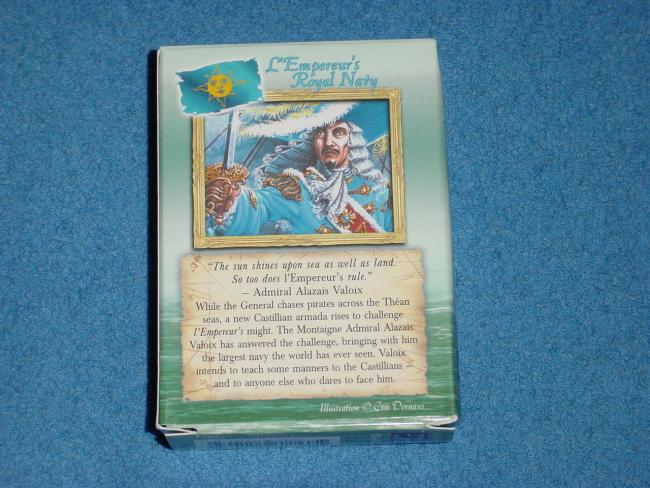 L'Empereur's
Royal Navy
"The sun shines upon sea as well as land.
So too does l'Empereur's rule."
– Admiral Alazais Valoix
While the General chases pirates across the Théan
seas, a new Castillian armada rises to challenge
l'Empereur's might. The Montaigne Admiral Alazais
Valoix has answered the challenge, bringing with him
the largest navy the world has ever seen. Valoix
intends to teach some manners to the Castillians –
and to anyone else who dares to face him.
Illustration © Cris Dornaus